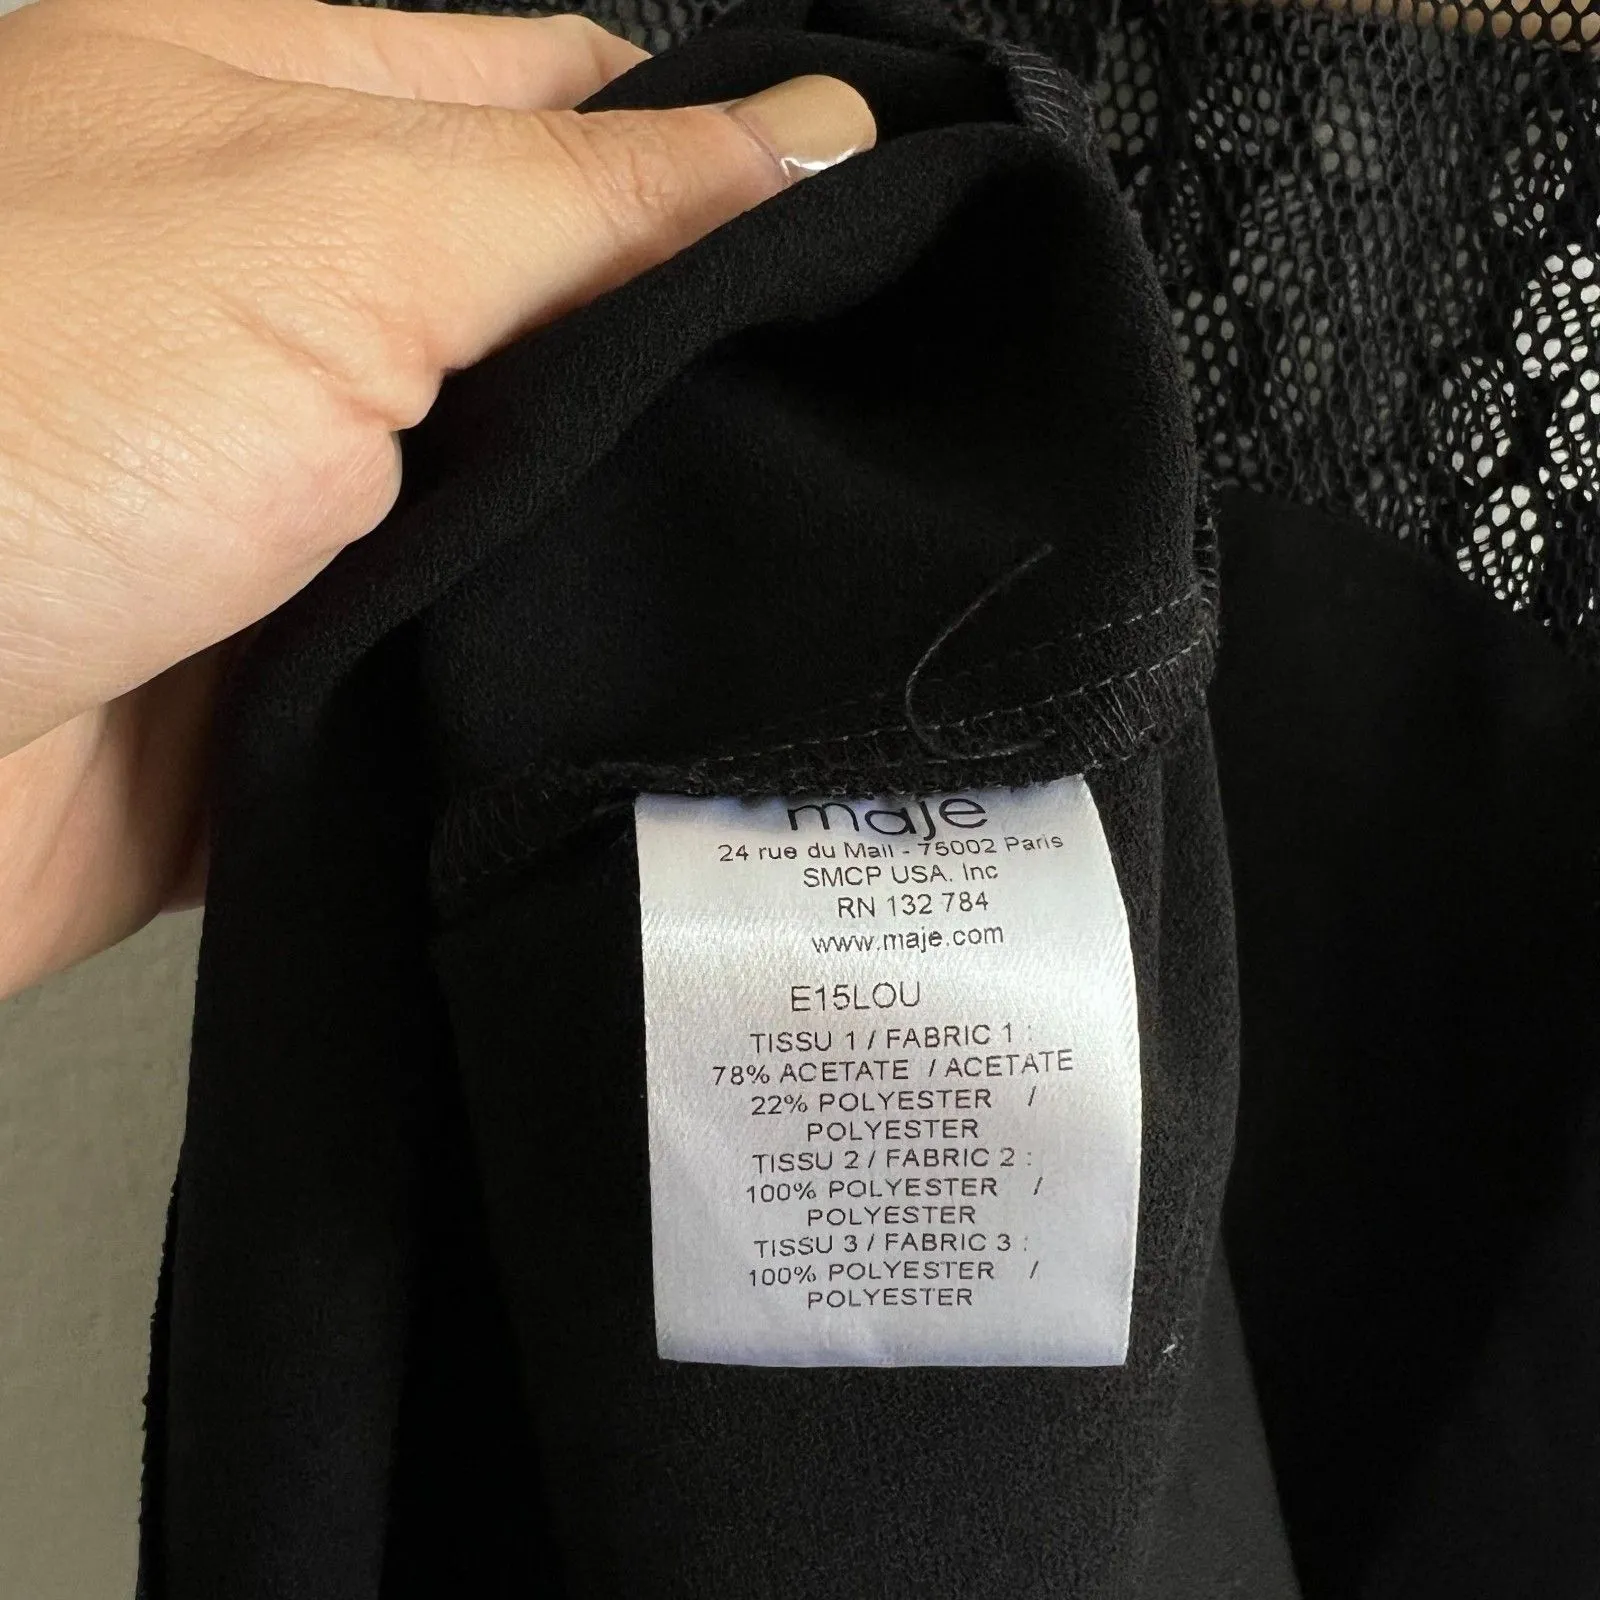 maje
24 rue du Mail - 75002 Paris
SMCP USA. Inc
RN 132 784
www.maje.com
E15LOU
TISSU 1 / FABRIC 1 :
78% ACETATE / ACETATE
22% POLYESTER /
POLYESTER
TISSU 2 / FABRIC 2 :
100% POLYESTER /
POLYESTER
TISSU 3 / FABRIC 3 :
100% POLYESTER /
POLYESTER